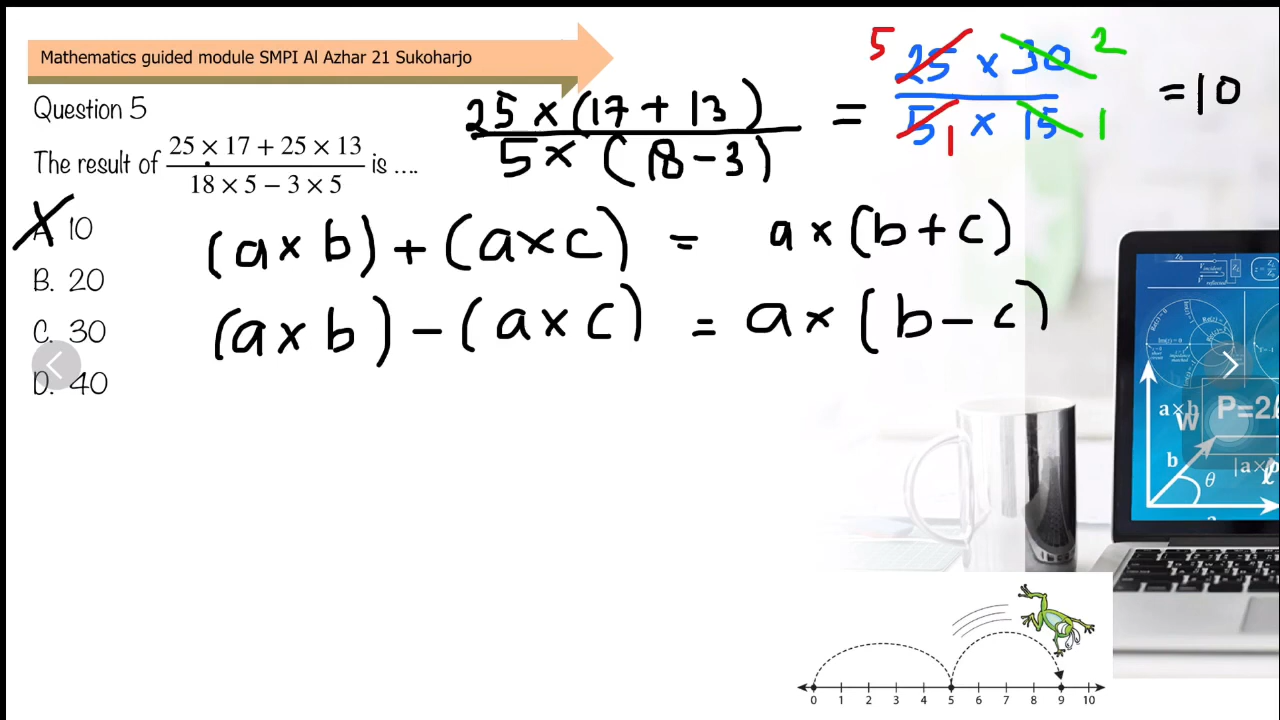 Mathematics guided module SMPI Al Azhar 21 Sukoharjo
Question 5
The result of (25 × 17 + 25 × 13)/(18 × 5 − 3 × 5) is ....
A. 10
B. 20
C. 30
D. 40
25 × (17 + 13)
5 × (18 − 3)
=
5 25 × 30 2
5 1 × 15 1
= 10
(a × b) + (a × c) = a × (b + c)
(a × b) − (a × c) = a × (b − c)
a×b
W
P=2ℓ
b
θ
|a×b
a
0 1 2 3 4 5 6 7 8 9 10